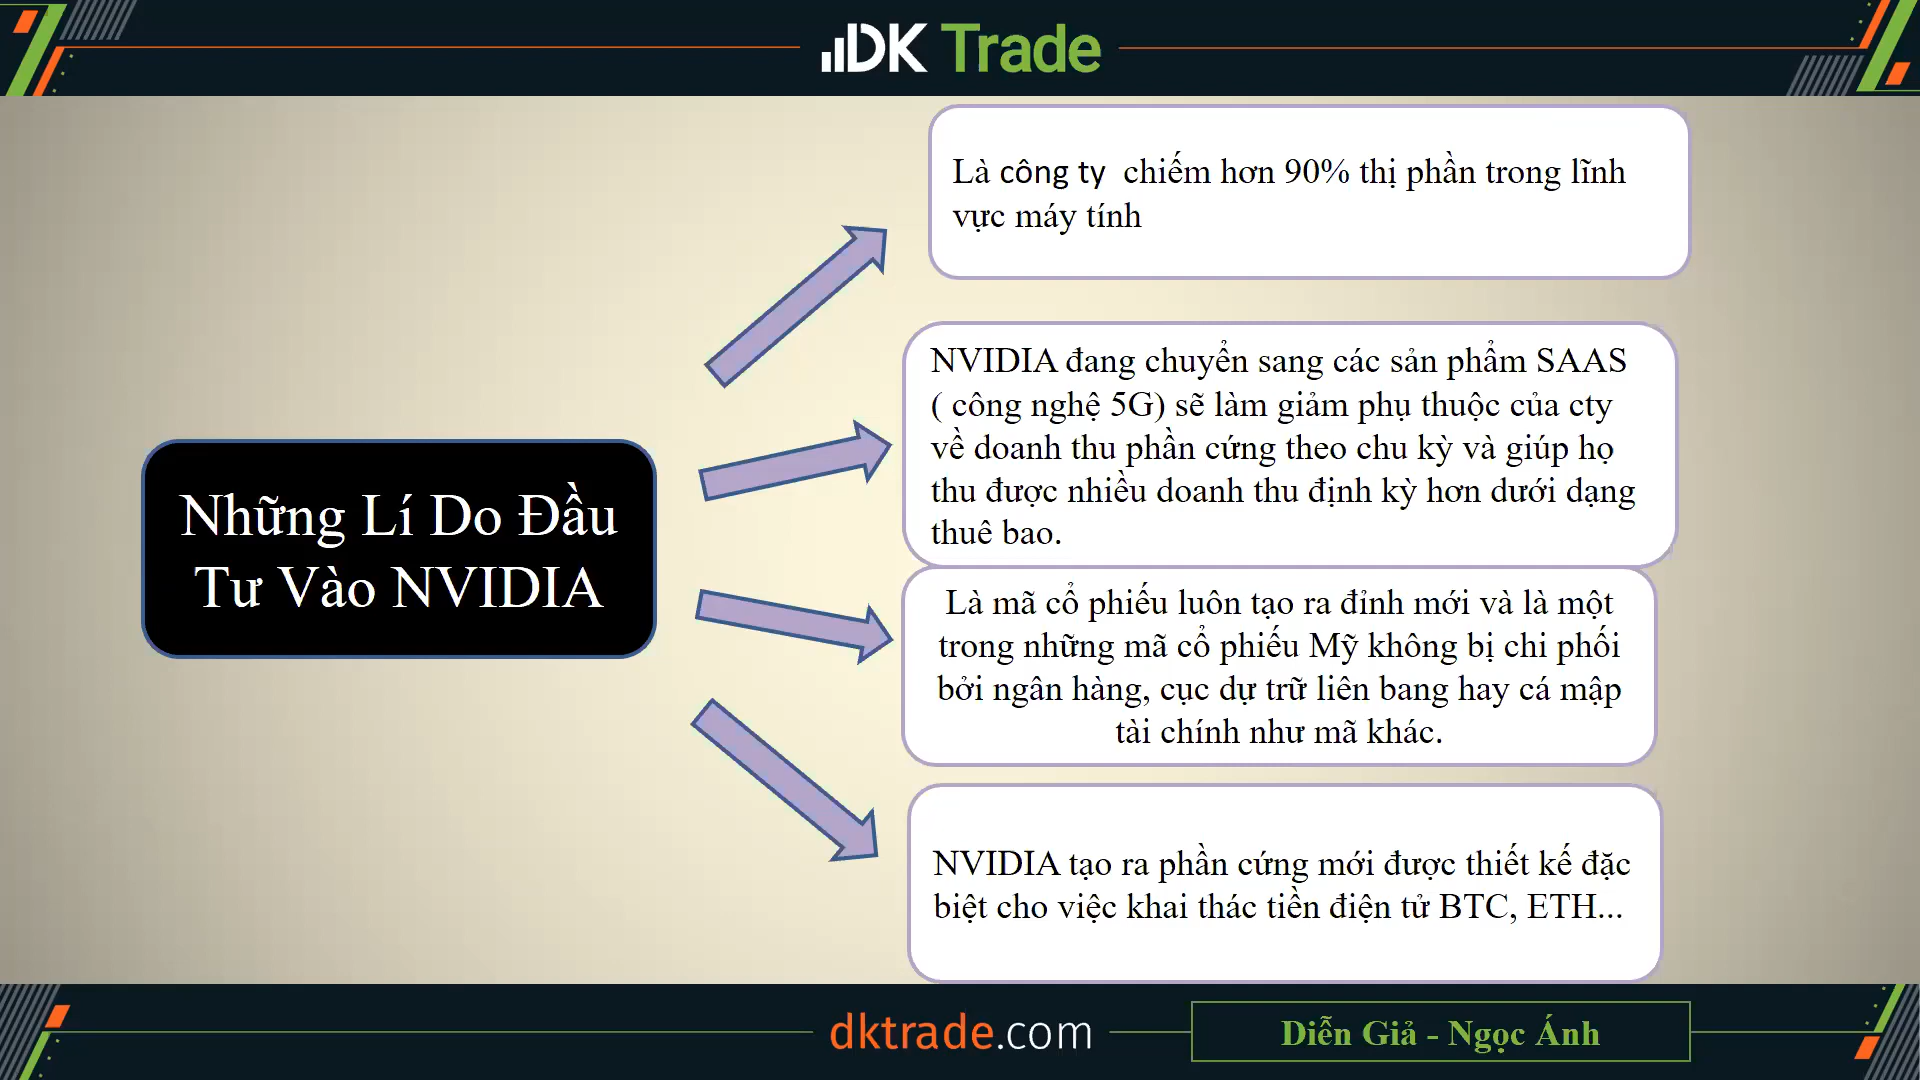 DK Trade
Là công ty chiếm hơn 90% thị phần trong lĩnh
vực máy tính
NVIDIA đang chuyển sang các sản phẩm SAAS
( công nghệ 5G) sẽ làm giảm phụ thuộc của cty
về doanh thu phần cứng theo chu kỳ và giúp họ
thu được nhiều doanh thu định kỳ hơn dưới dạng
thuê bao.
Những Lí Do Đầu
Tư Vào NVIDIA
Là mã cổ phiếu luôn tạo ra đỉnh mới và là một
trong những mã cổ phiếu Mỹ không bị chi phối
bởi ngân hàng, cục dự trữ liên bang hay cá mập
tài chính như mã khác.
NVIDIA tạo ra phần cứng mới được thiết kế đặc
biệt cho việc khai thác tiền điện tử BTC, ETH...
dktrade.com
Diễn Giả - Ngọc Ánh